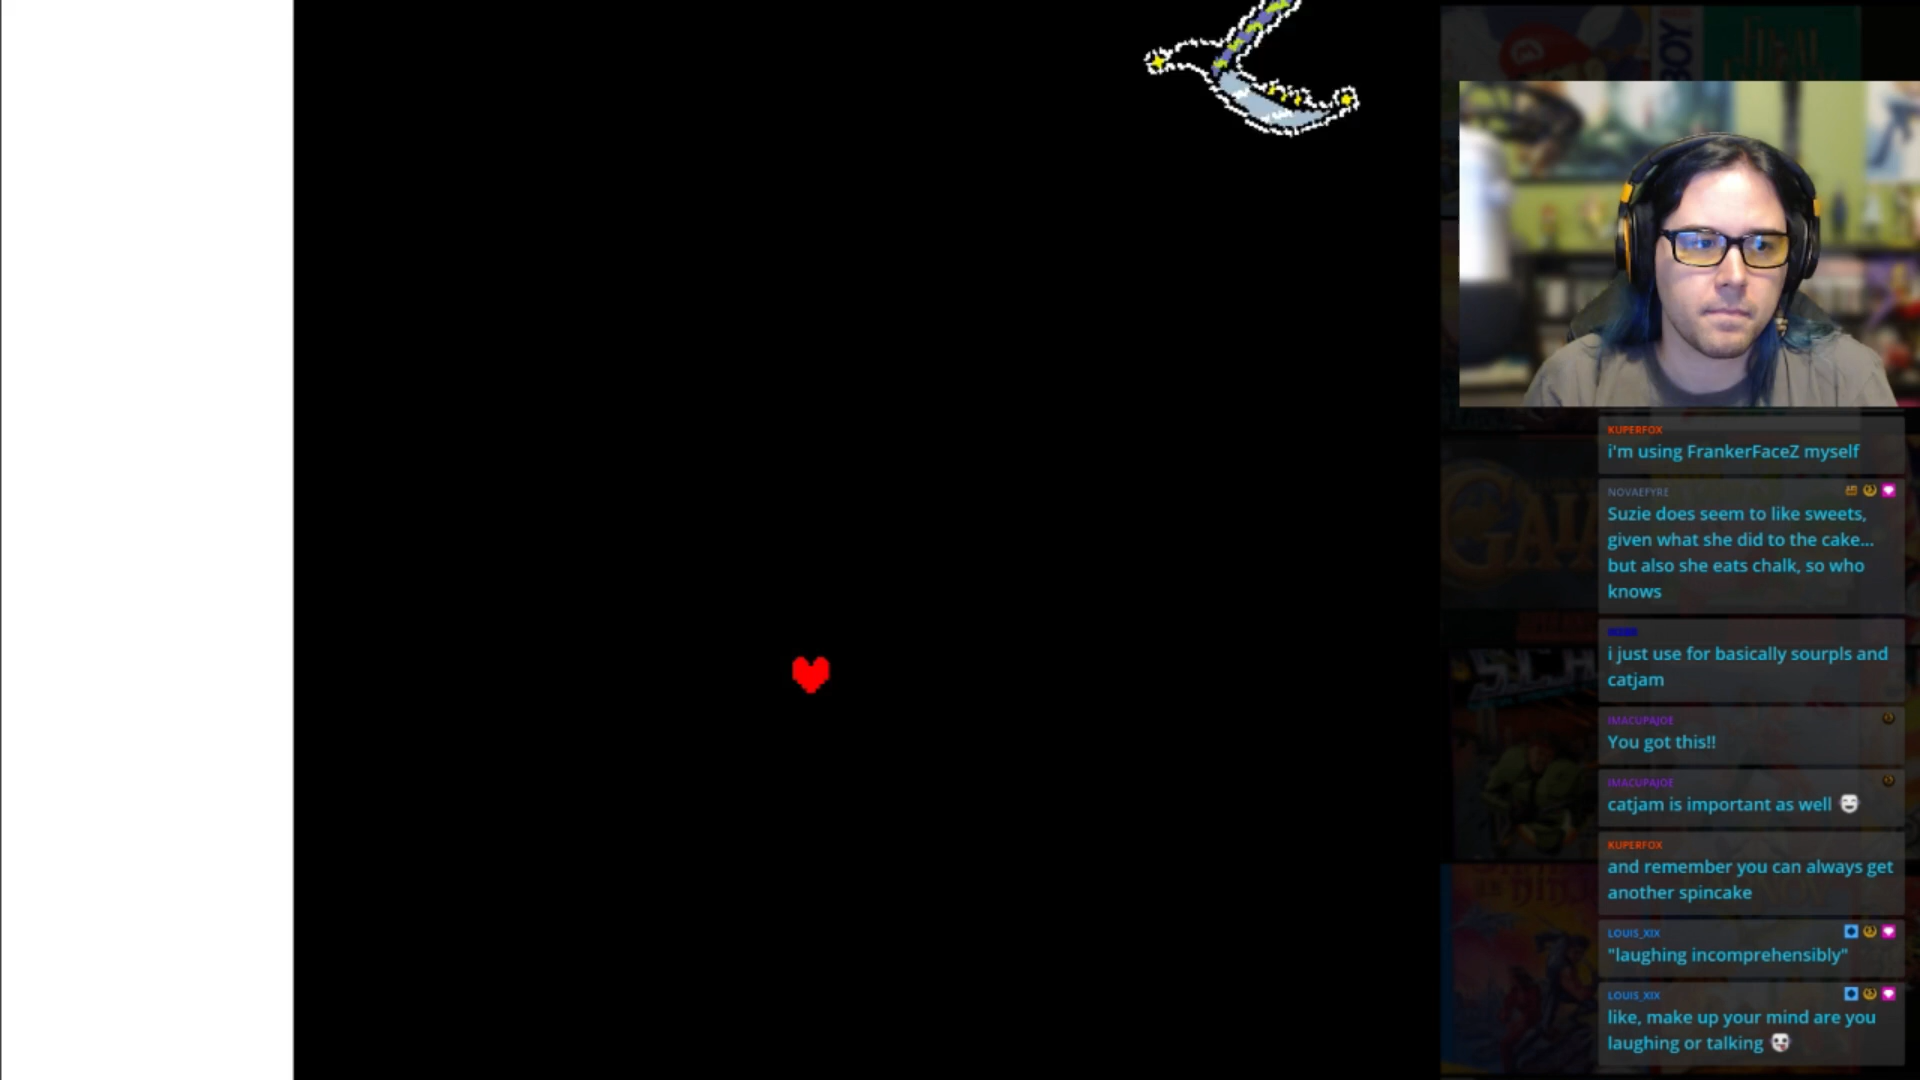 BOY
FINAL
KUPERFOX
i'm using FrankerFaceZ myself
NOVAEFYRE
Suzie does seem to like sweets,
given what she did to the cake...
but also she eats chalk, so who
knows
i just use for basically sourpls and
catjam
IMACUPAJOE
You got this!!
IMACUPAJOE
catjam is important as well
KUPERFOX
and remember you can always get
another spincake
LOUIS_XIX
"laughing incomprehensibly"
LOUIS_XIX
like, make up your mind are you
laughing or talking